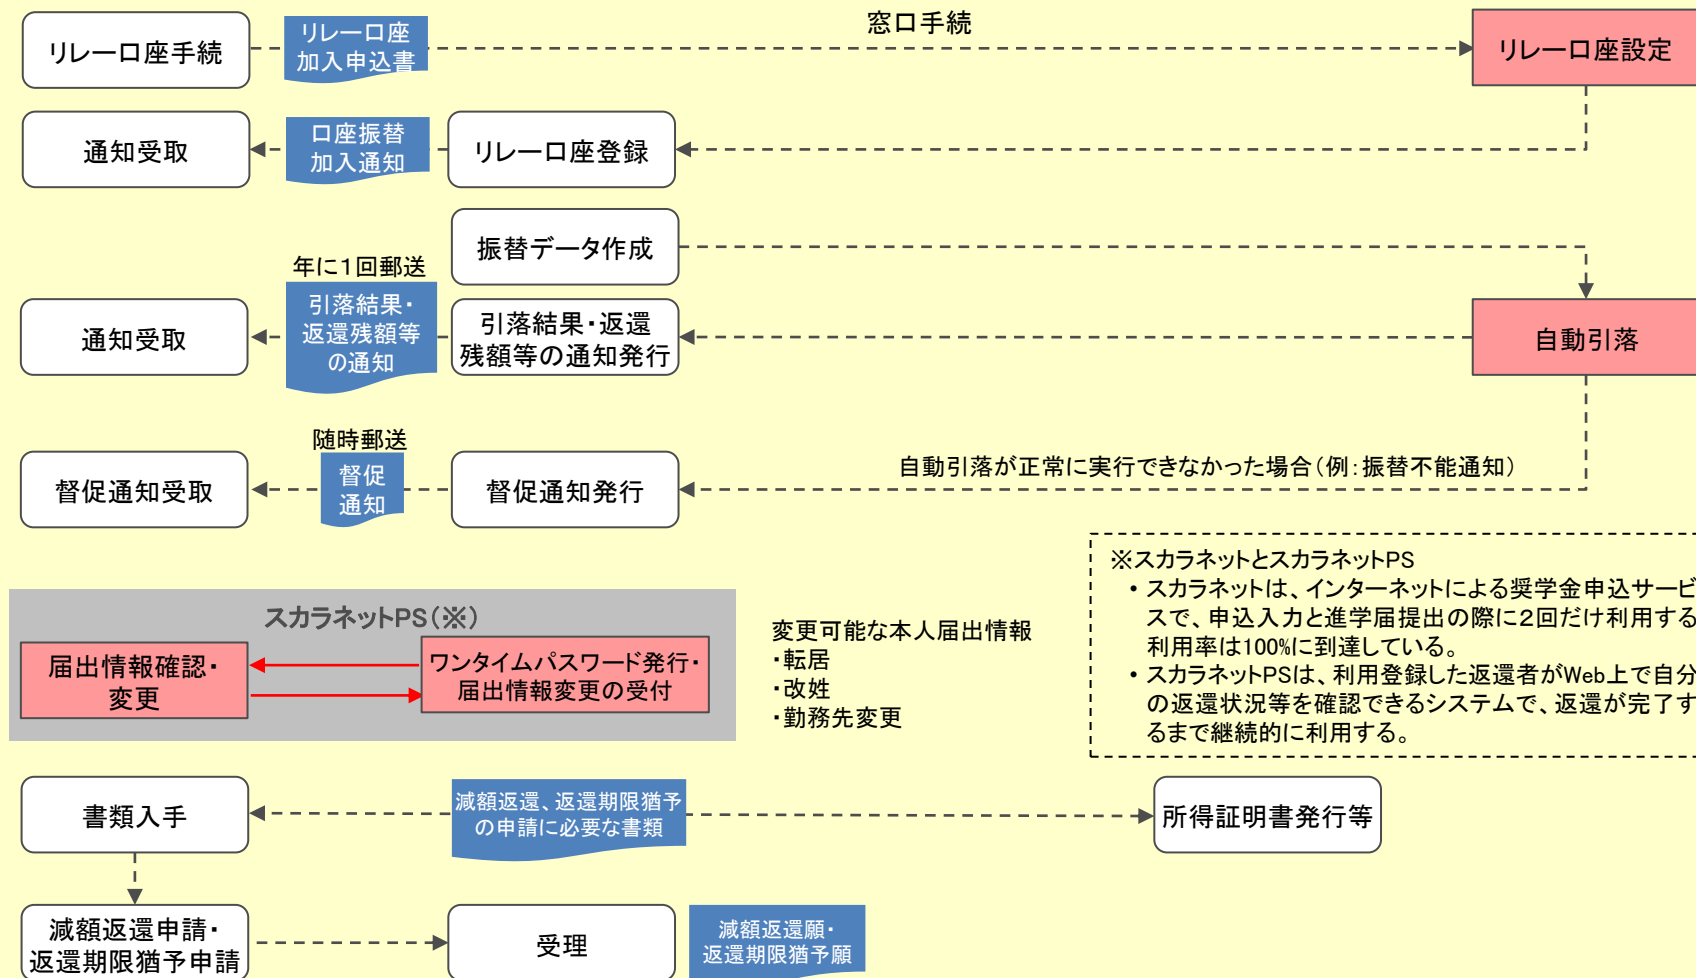 窓口手続
リレー口座手続
リレー口座
加入申込書
リレー口座設定
通知受取
口座振替
加入通知
リレー口座登録
振替データ作成
年に1回郵送
通知受取
引落結果・
返還残額等
の通知
引落結果・返還
残額等の通知発行
自動引落
随時郵送
督促通知受取
督促
通知
督促通知発行
自動引落が正常に実行できなかった場合(例:振替不能通知)
※スカラネットとスカラネットPS
• スカラネットは、インターネットによる奨学金申込サービ
スで、申込入力と進学届提出の際に2回だけ利用する
利用率は100%に到達している。
• スカラネットPSは、利用登録した返還者がWeb上で自分
の返還状況等を確認できるシステムで、返還が完了す
るまで継続的に利用する。
スカラネットPS(※)
届出情報確認・
変更
ワンタイムパスワード発行・
届出情報変更の受付
変更可能な本人届出情報
・転居
・改姓
・勤務先変更
書類入手
減額返還、返還期限猶予
の申請に必要な書類
所得証明書発行等
減額返還申請・
返還期限猶予申請
受理
減額返還願・
返還期限猶予願